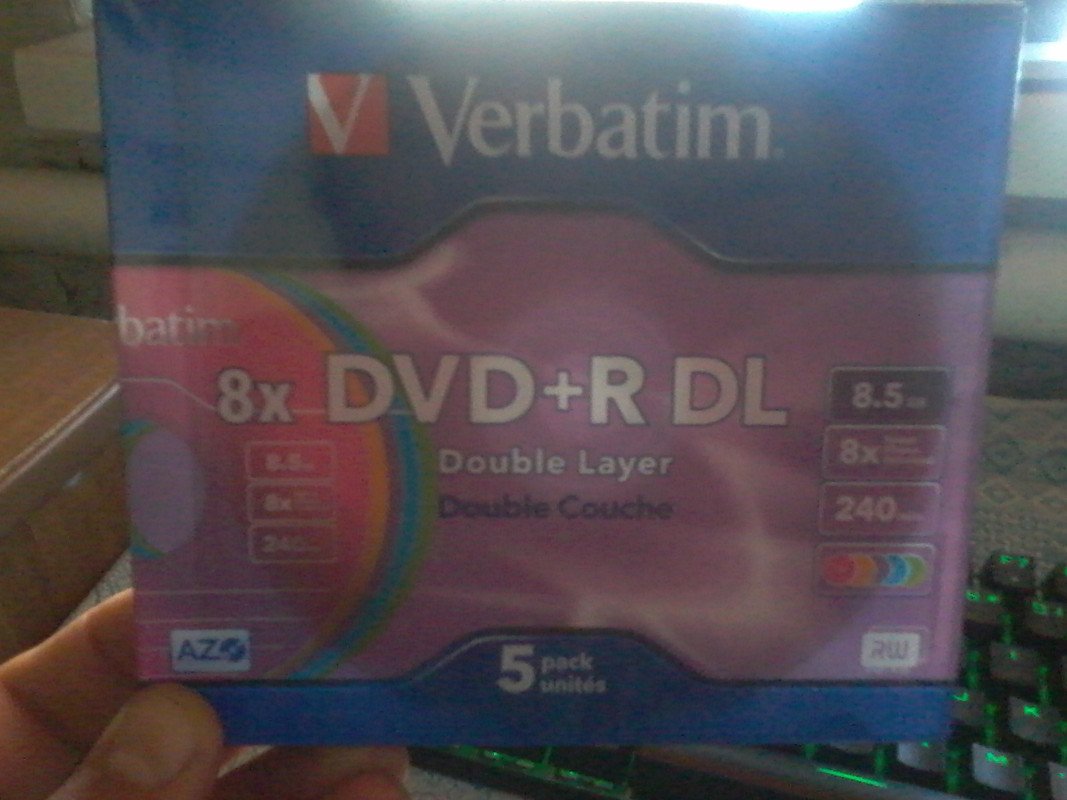 V Verbatim
batim
8x DVD+R DL
8.5
8x
240
Double Layer
Double Couche
8.5
8x
240
AZO
RW
5 pack
unités
F7
K
M